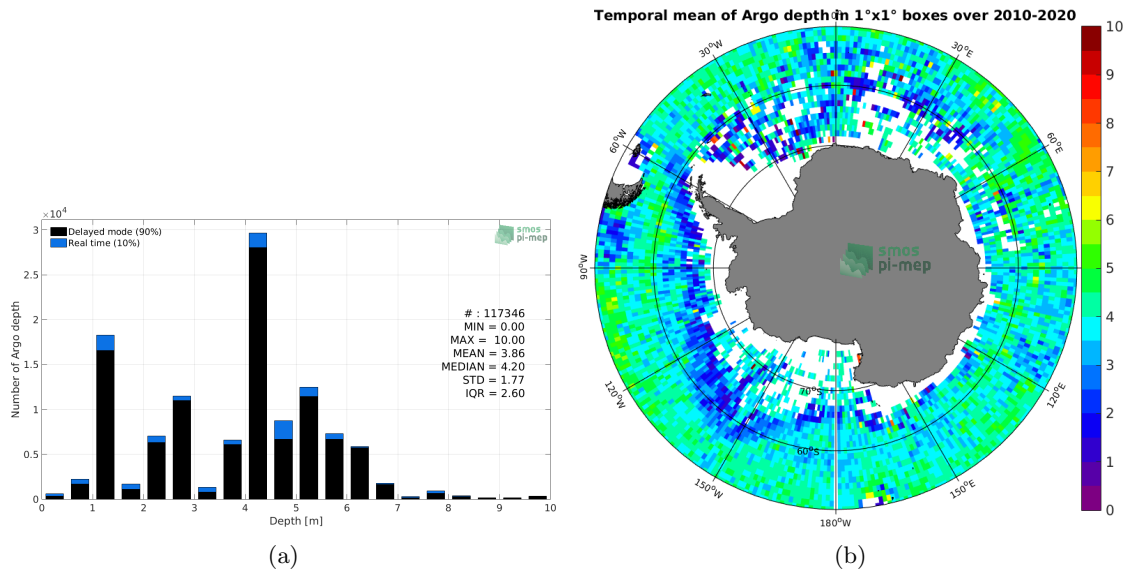 ×10⁴
3
2.5
2
1.5
1
0.5
0
Number of Argo depth
Delayed mode (90%)
Real time (10%)
smos
pi-mep
# : 117346
MIN = 0.00
MAX = 10.00
MEAN = 3.86
MEDIAN = 4.20
STD = 1.77
IQR = 2.60
0 1 2 3 4 5 6 7 8 9 10
Depth [m]
(a)
Temporal mean of Argo depth in 1°x1° boxes over 2010-2020
30°W
30°E
60°W
60°E
90°W
smos
pi-mep
120°W
120°E
70°S
60°S
150°W
150°E
180°W
10
9
8
7
6
5
4
3
2
1
0
(b)